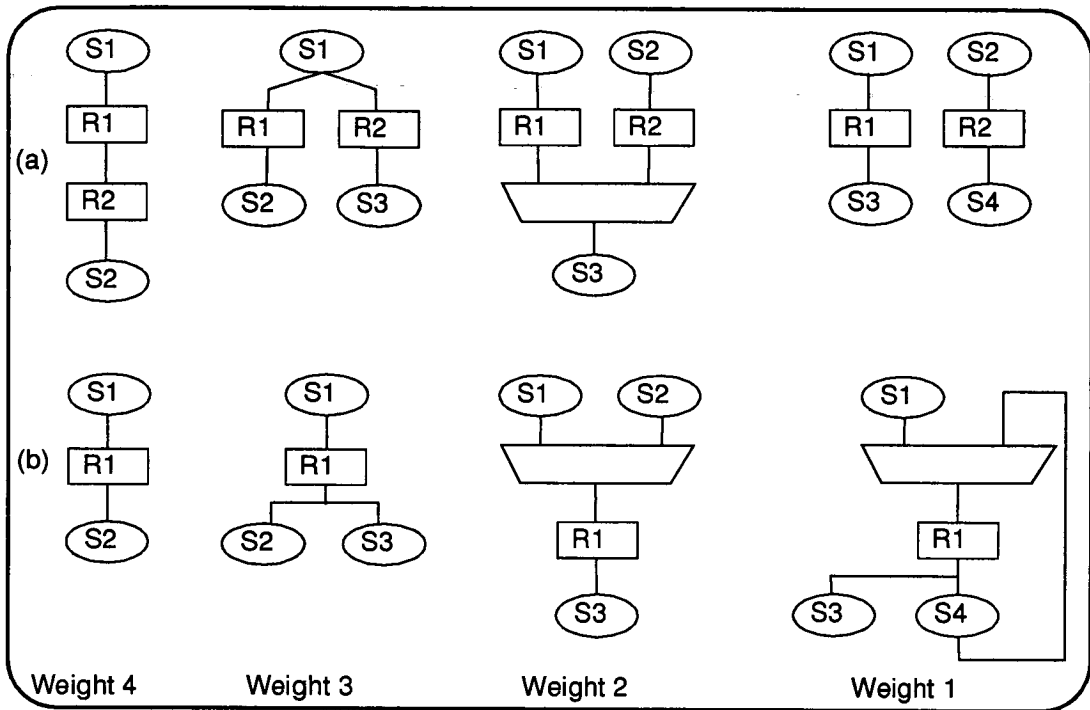 S1 S1 S1 S2 S1 S2
R1 R1 R2 R1 R2 R1 R2
(a)
R2 S2 S3 S3 S4
S2 S3
S1 S1 S1 S2 S1
(b) R1 R1
S2 S2 S3 R1 R1
S3 S3 S4
Weight 4 Weight 3 Weight 2 Weight 1